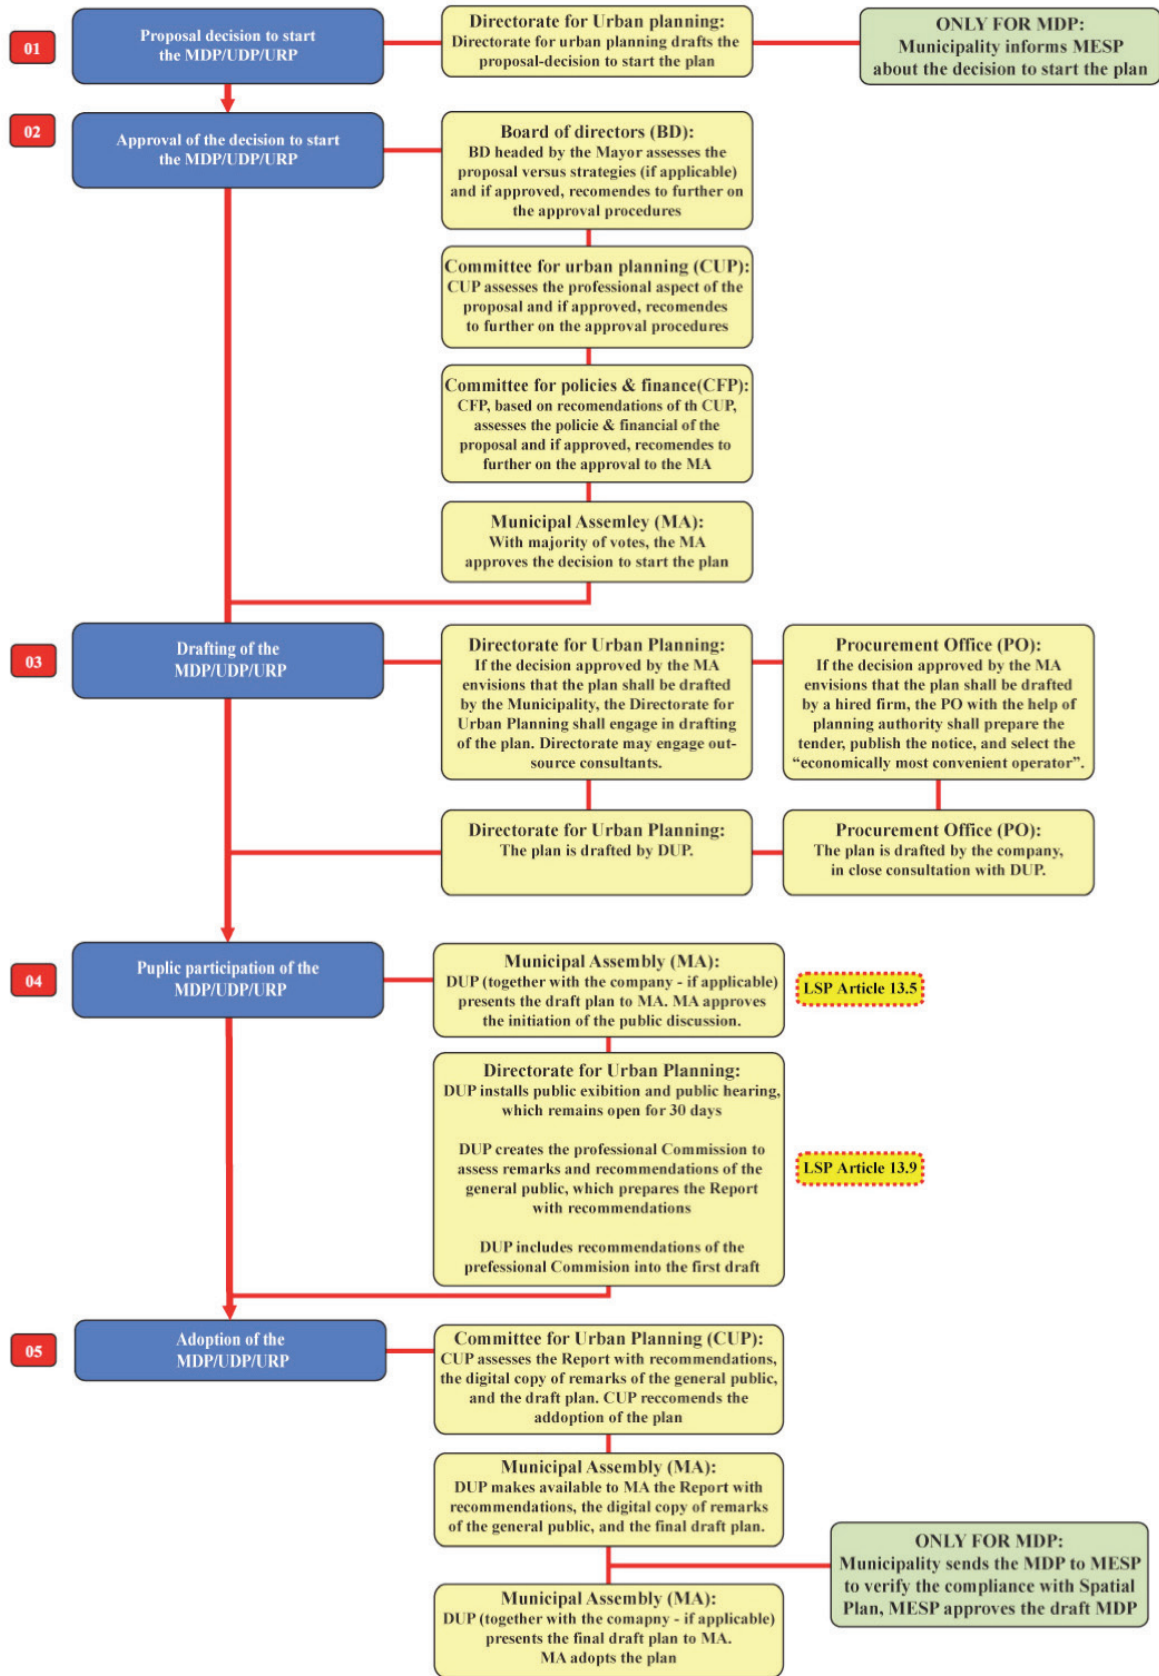 01
Proposal decision to start
the MDP/UDP/URP
Directorate for Urban planning:
Directorate for urban planning drafts the
proposal-decision to start the plan
ONLY FOR MDP:
Municipality informs MESP
about the decision to start the plan
02
Approval of the decision to start
the MDP/UDP/URP
Board of directors (BD):
BD headed by the Mayor assesses the
proposal versus strategies (if applicable)
and if approved, recomendes to further on
the approval procedures
Committee for urban planning (CUP):
CUP assesses the professional aspect of the
proposal and if approved, recomendes
to further on the approval procedures
Committee for policies & finance(CFP):
CFP, based on recomendations of th CUP,
assesses the policie & financial of the
proposal and if approved, recomendes to
further on the approval to the MA
Municipal Assemley (MA):
With majority of votes, the MA
approves the decision to start the plan
03
Drafting of the
MDP/UDP/URP
Directorate for Urban Planning:
If the decision approved by the MA
envisions that the plan shall be drafted
by the Municipality, the Directorate for
Urban Planning shall engage in drafting
of the plan. Directorate may engage out-
source consultants.
Procurement Office (PO):
If the decision approved by the MA
envisions that the plan shall be drafted
by a hired firm, the PO with the help of
planning authority shall prepare the
tender, publish the notice, and select the
“economically most convenient operator”.
Directorate for Urban Planning:
The plan is drafted by DUP.
Procurement Office (PO):
The plan is drafted by the company,
in close consultation with DUP.
04
Puplic participation of the
MDP/UDP/URP
Municipal Assembly (MA):
DUP (together with the company - if applicable)
presents the draft plan to MA. MA approves
the initiation of the public discussion.
LSP Article 13.5
Directorate for Urban Planning:
DUP installs public exibition and public hearing,
which remains open for 30 days
DUP creates the professional Commission to
assess remarks and recommendations of the
general public, which prepares the Report
with recommendations
DUP includes recommendations of the
prefessional Commision into the first draft
LSP Article 13.9
05
Adoption of the
MDP/UDP/URP
Committee for Urban Planning (CUP):
CUP assesses the Report with recommendations,
the digital copy of remarks of the general public,
and the draft plan. CUP reccomends the
addoption of the plan
Municipal Assembly (MA):
DUP makes available to MA the Report with
recommendations, the digital copy of remarks
of the general public, and the final draft plan.
ONLY FOR MDP:
Municipality sends the MDP to MESP
to verify the compliance with Spatial
Plan, MESP approves the draft MDP
Municipal Assembly (MA):
DUP (together with the comapny - if applicable)
presents the final draft plan to MA.
MA adopts the plan